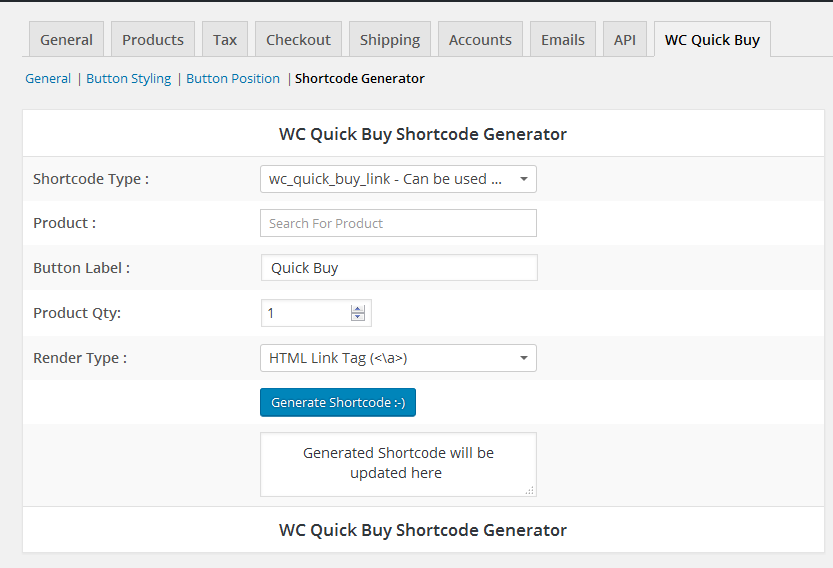 General Products Tax Checkout Shipping Accounts Emails API WC Quick Buy
General | Button Styling | Button Position | Shortcode Generator
WC Quick Buy Shortcode Generator
Shortcode Type : wc_quick_buy_link - Can be used ...
Product : Search For Product
Button Label : Quick Buy
Product Qty: 1
Render Type : HTML Link Tag (<\a>)
Generate Shortcode :-)
Generated Shortcode will be
updated here
WC Quick Buy Shortcode Generator